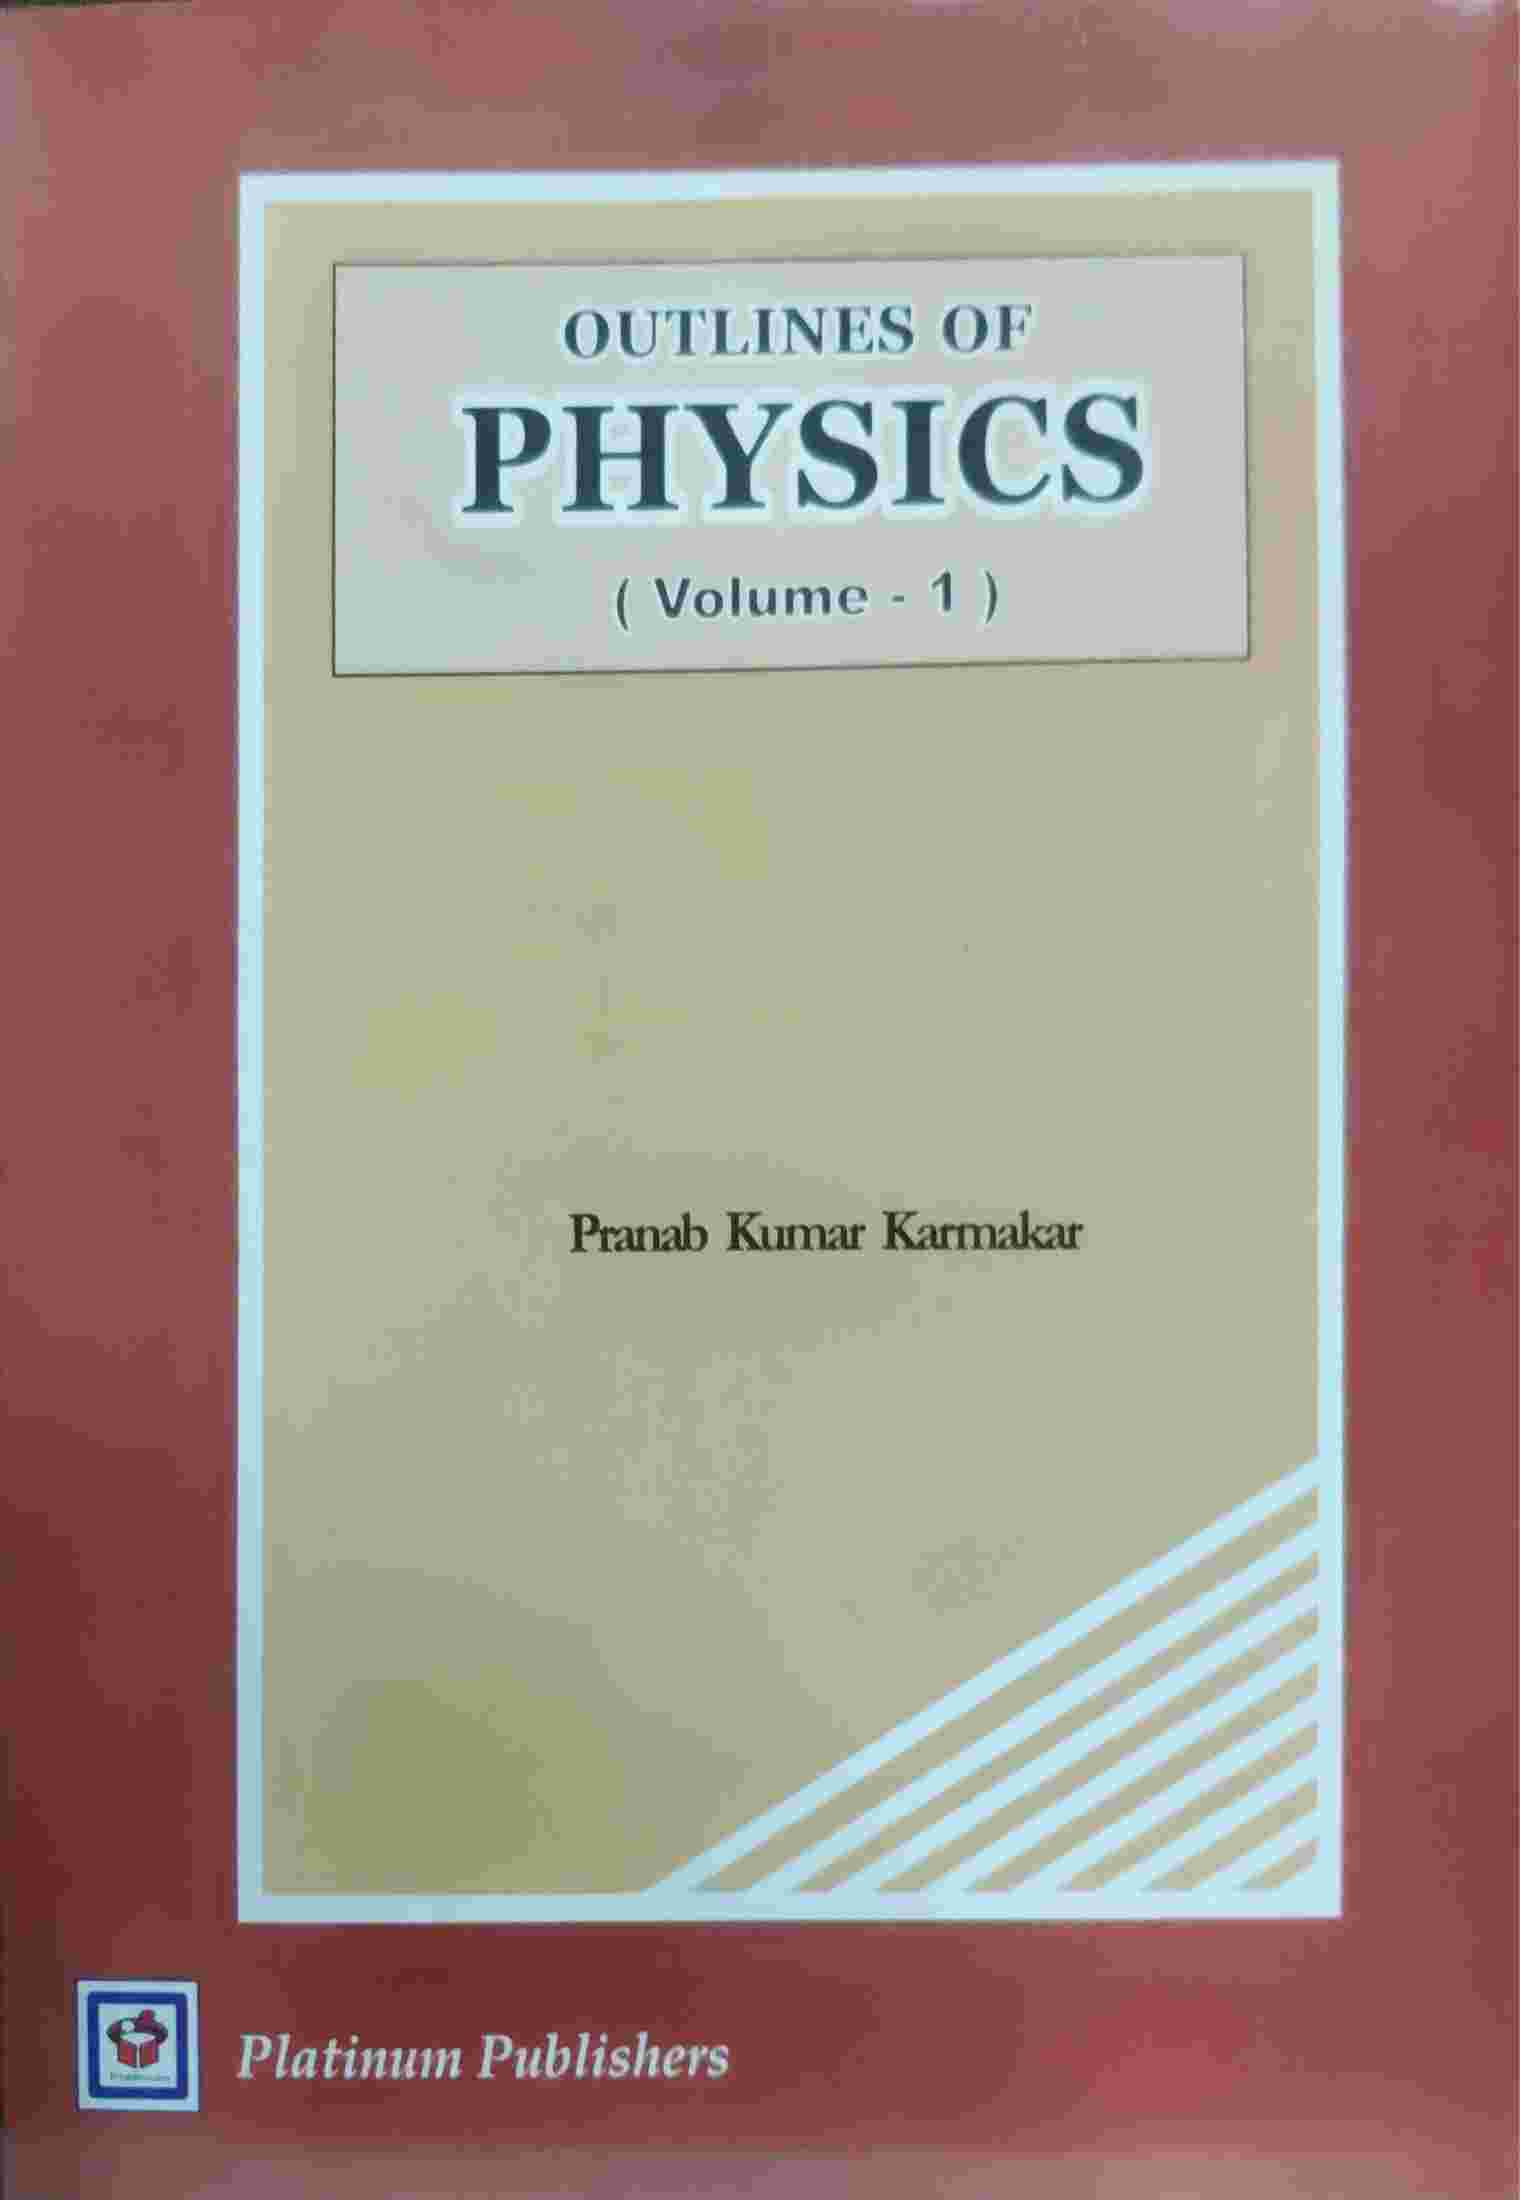 OUTLINES OF
PHYSICS
( Volume - 1 )
Pranab Kumar Karmakar
Platinum Publishers